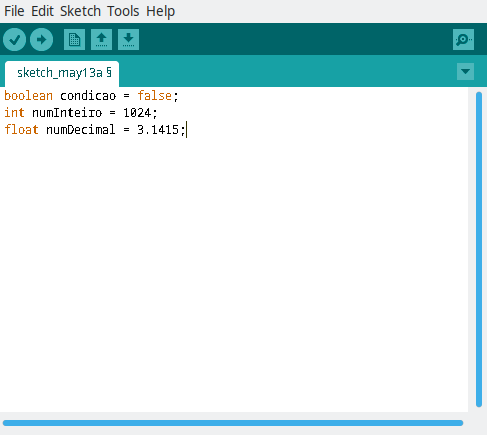 File Edit Sketch Tools Help
sketch_may13a §
boolean condicao = false;
int numInteiro = 1024;
float numDecimal = 3.1415;